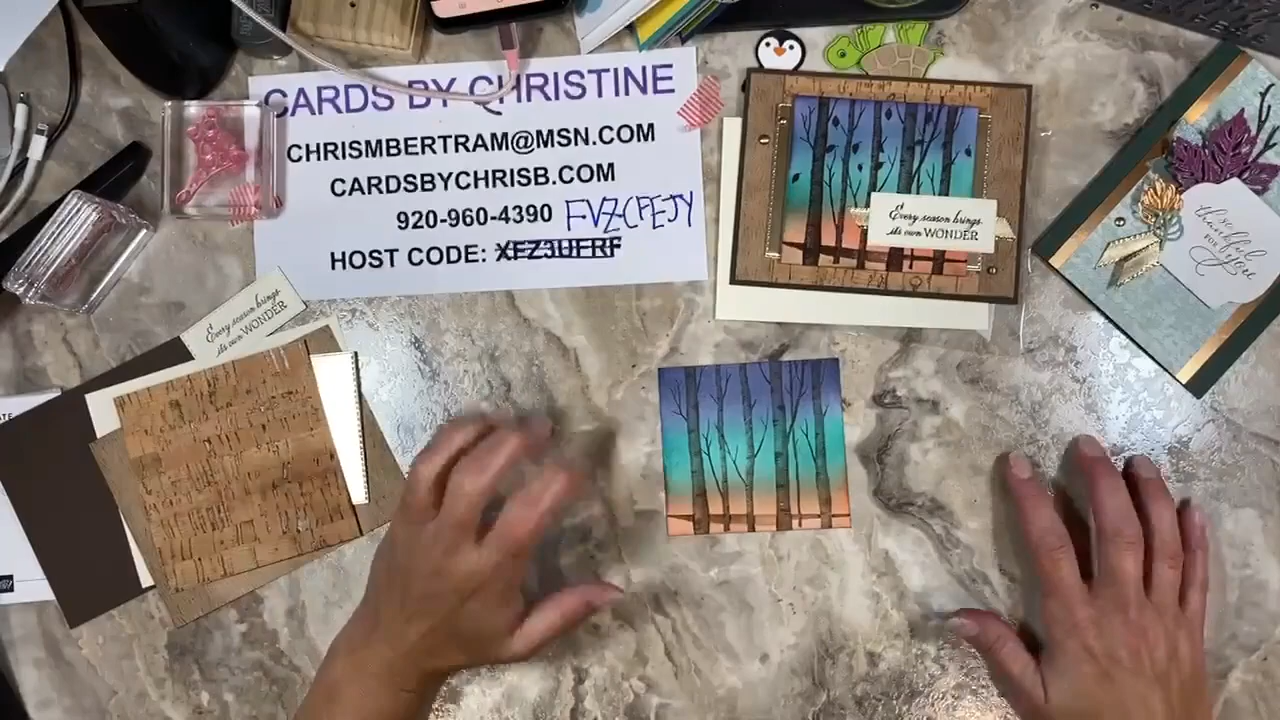 CARDS BY CHRISTINE
CHRISMBERTRAM@MSN.COM
CARDSBYCHRISB.COM
920-960-4390 FVZCPEJY
HOST CODE: XFZ3UFRF
Every season brings
its own WONDER
thankful
FOR
you
Every season brings
its own WONDER